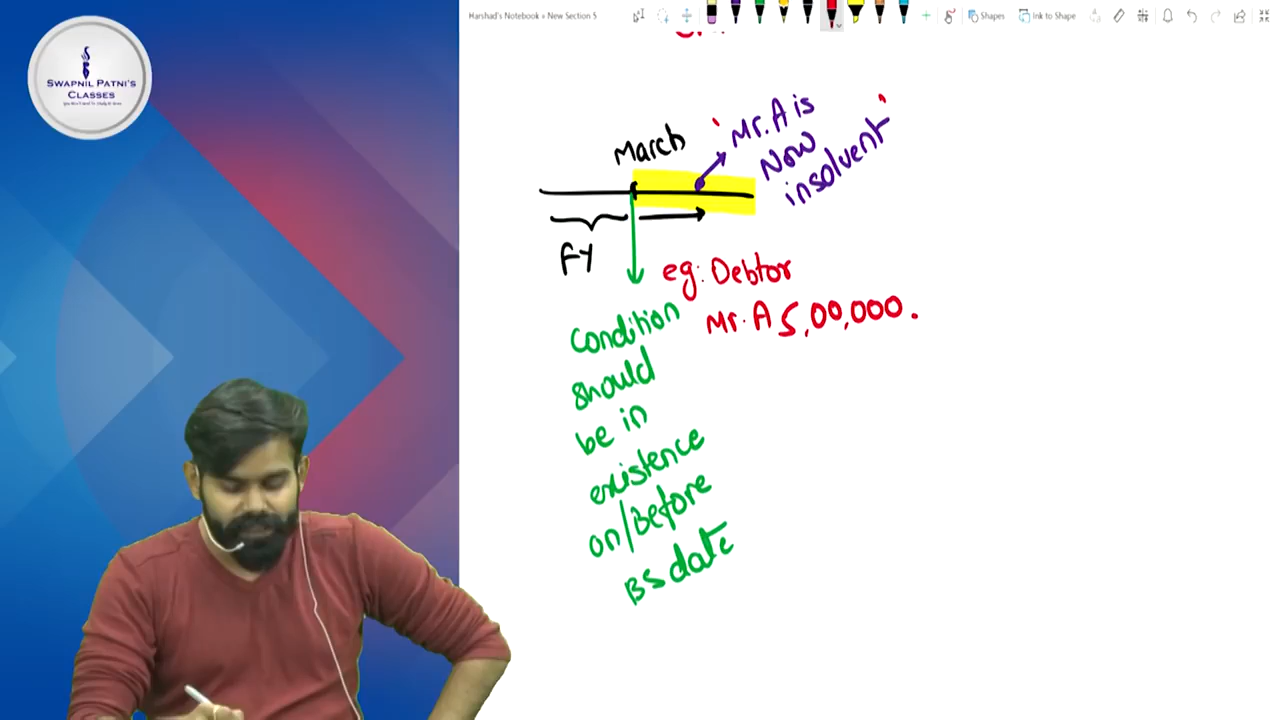 SWAPNIL PATNI'S
CLASSES
Harshad's Notebook » New Section 5
Shapes
Ink to Shape
March
Mr. A is
Now
insolvent
FY
eg: Debtor
Mr. A 5,00,000.
Condition
should
be in
existence
on/Before
BS date